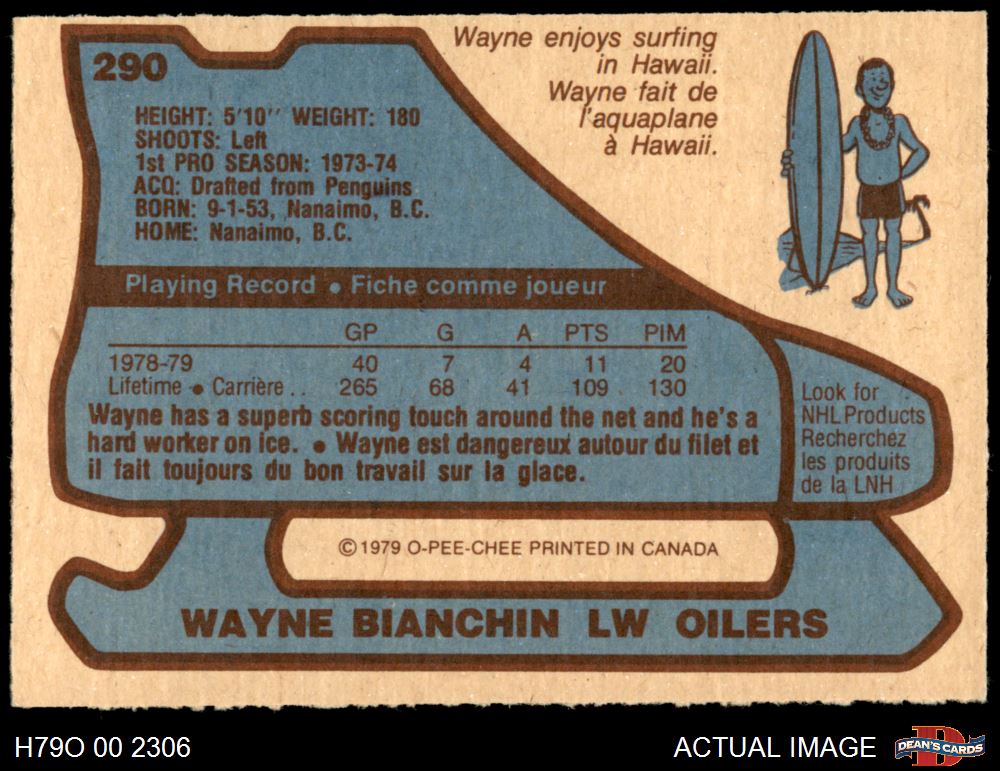 290
Wayne enjoys surfing
in Hawaii.
Wayne fait de
l'aquaplane
à Hawaii.
HEIGHT: 5'10'' WEIGHT: 180
SHOOTS: Left
1st PRO SEASON: 1973-74
ACQ: Drafted from Penguins
BORN: 9-1-53, Nanaimo, B.C.
HOME: Nanaimo, B.C.
Playing Record • Fiche comme joueur
GP G A PTS PIM
1978-79 40 7 4 11 20
Lifetime • Carrière .. 265 68 41 109 130
Wayne has a superb scoring touch around the net and he's a
hard worker on ice. • Wayne est dangereux autour du filet et
il fait toujours du bon travail sur la glace.
Look for
NHL Products
Recherchez
les produits
de la LNH
© 1979 O-PEE-CHEE PRINTED IN CANADA
WAYNE BIANCHIN LW OILERS
H79O 00 2306
ACTUAL IMAGE
D
DEAN'S CARDS